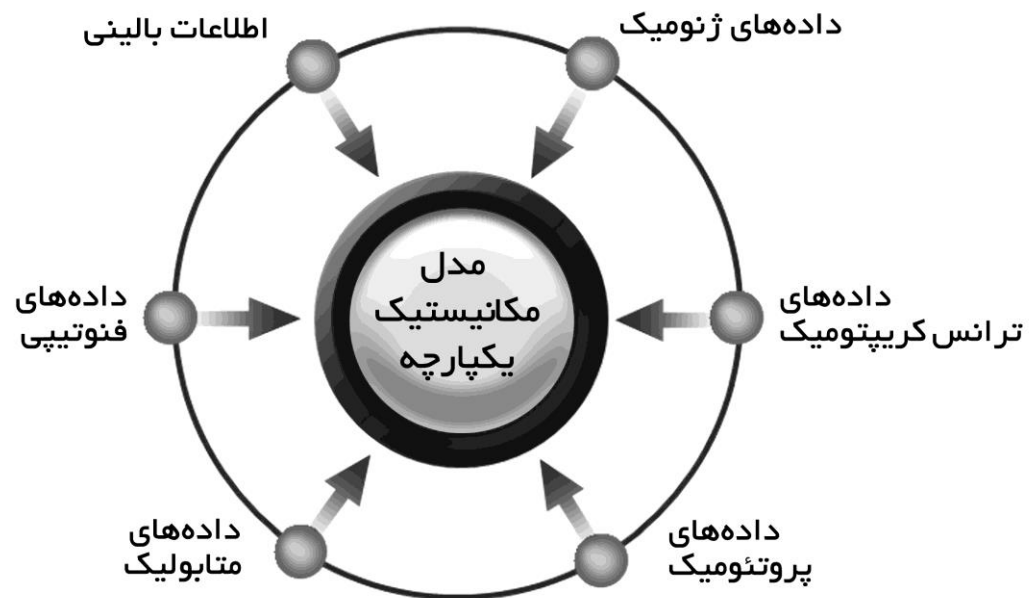 داده‌های ژنومیک
اطلاعات بالینی
مدل
مکانیستیک
یکپارچه
داده‌های
ترانس کریپتومیک
داده‌های
فنوتیپی
داده‌های
پروتئومیک
داده‌های
متابولیک